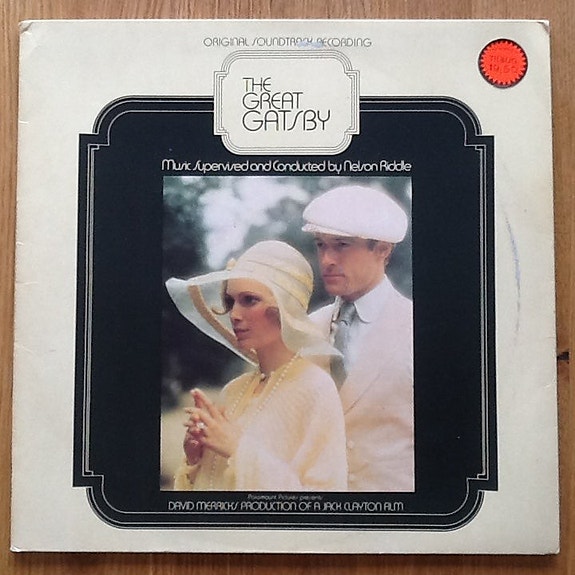 ORIGINAL SOUNDTRACK RECORDING
THE
GREAT
GATSBY
Music Supervised and Conducted by Nelson Riddle
Paramount Pictures presents
DAVID MERRICK'S PRODUCTION OF A JACK CLAYTON FILM